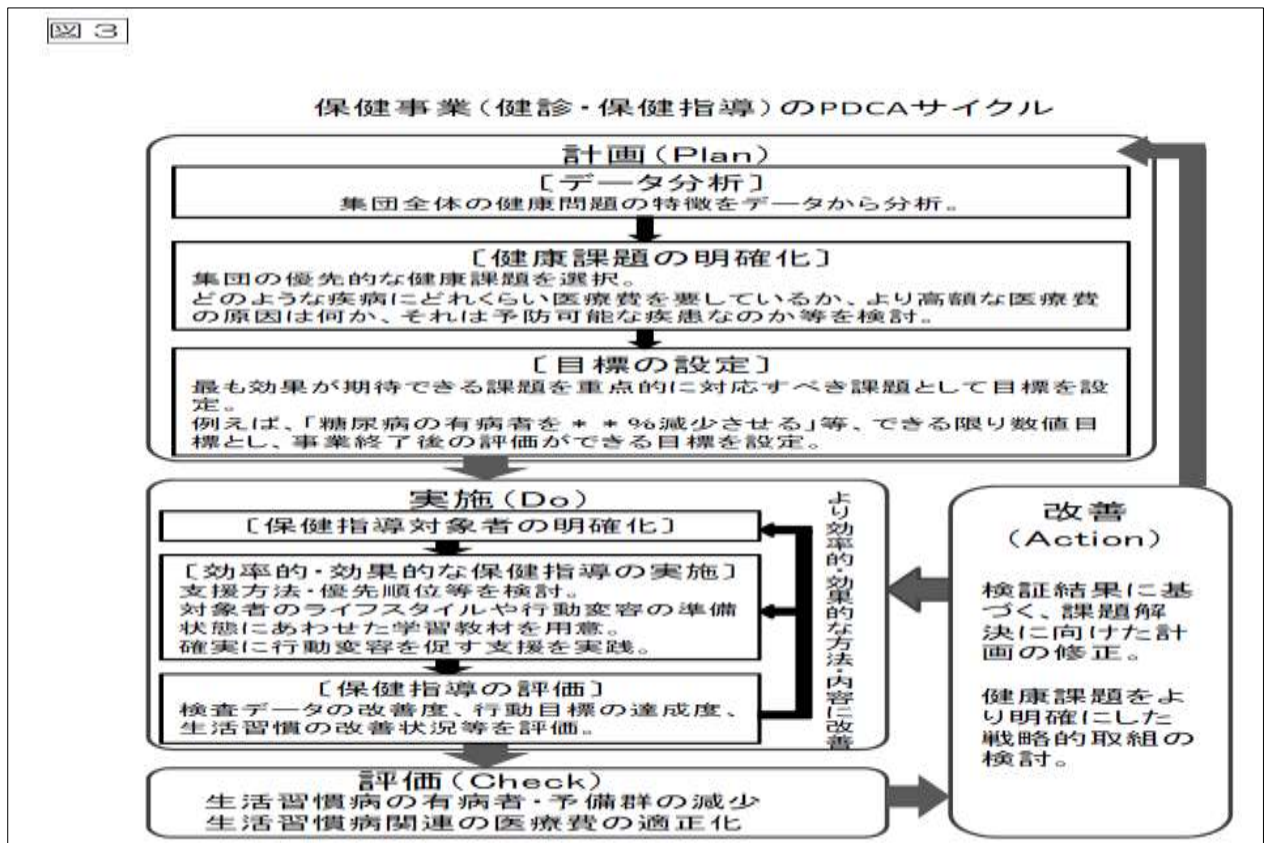 図 3
保健事業(健診・保健指導)のPDCAサイクル
計画(Plan)
[データ分析]
集団全体の健康問題の特徴をデータから分析。
[健康課題の明確化]
集団の優先的な健康課題を選択。
どのような疾病にどれくらい医療費を要しているか、より高額な医療費
の原因は何か、それは予防可能な疾患なのか等を検討。
[目標の設定]
最も効果が期待できる課題を重点的に対応すべき課題として目標を設
定。
例えば、「糖尿病の有病者を**%減少させる」等、できる限り数値目
標とし、事業終了後の評価ができる目標を設定。
実施(Do)
[保健指導対象者の明確化]
[効率的・効果的な保健指導の実施]
支援方法・優先順位等を検討。
対象者のライフスタイルや行動変容の準備
状態にあわせた学習教材を用意。
確実に行動変容を促す支援を実践。
[保健指導の評価]
検査データの改善度、行動目標の達成度、
生活習慣の改善状況等を評価。
より効率的・効果的な方法・内容に改善
評価(Check)
生活習慣病の有病者・予備群の減少
生活習慣病関連の医療費の適正化
改善
(Action)
検証結果に基
づく、課題解
決に向けた計
画の修正。
健康課題をよ
り明確にした
戦略的取組の
検討。